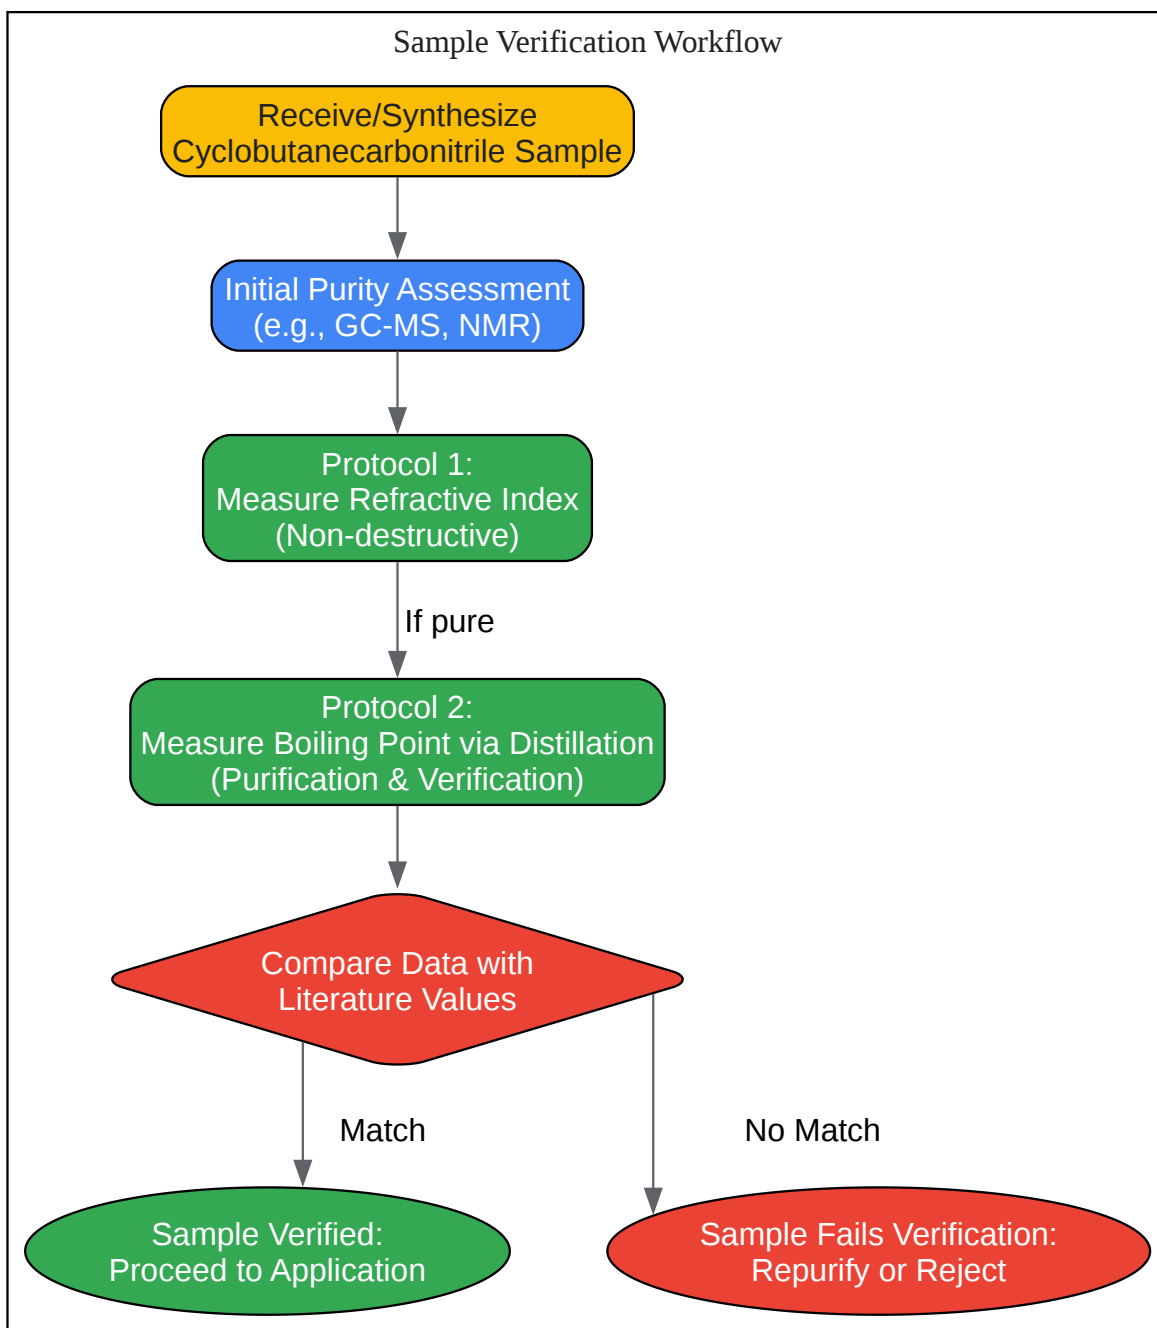 Sample Verification Workflow
Receive/Synthesize
Cyclobutanecarbonitrile Sample
Initial Purity Assessment
(e.g., GC-MS, NMR)
Protocol 1:
Measure Refractive Index
(Non-destructive)
If pure
Protocol 2:
Measure Boiling Point via Distillation
(Purification & Verification)
Compare Data with
Literature Values
Match
No Match
Sample Verified:
Proceed to Application
Sample Fails Verification:
Repurify or Reject